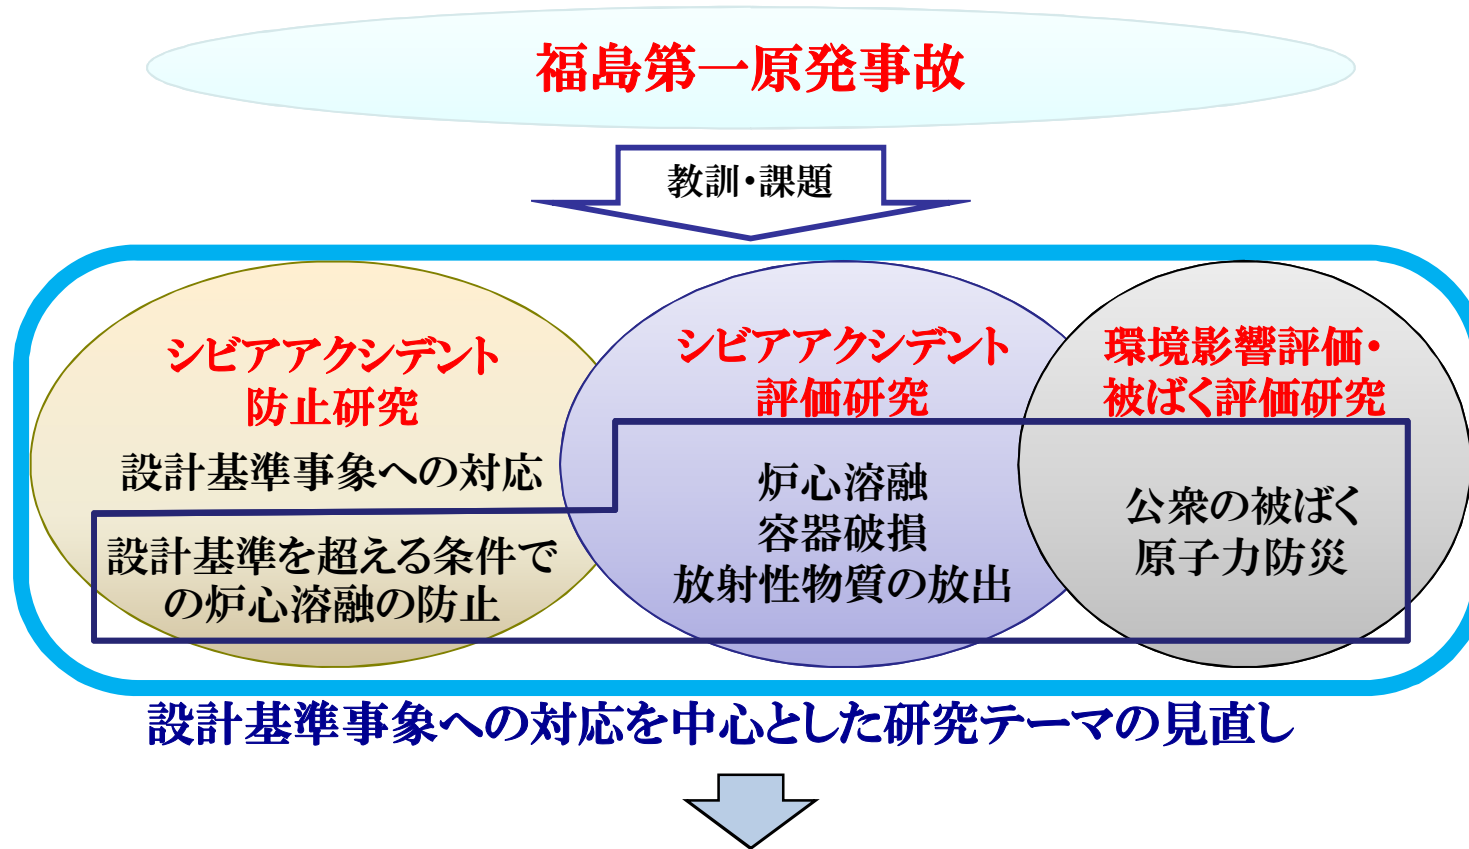 福島第一原発事故
教訓・課題
シビアアクシデント
防止研究
設計基準事象への対応
設計基準を超える条件で
の炉心溶融の防止
シビアアクシデント
評価研究
炉心溶融
容器破損
放射性物質の放出
環境影響評価・
被ばく評価研究
公衆の被ばく
原子力防災
設計基準事象への対応を中心とした研究テーマの見直し